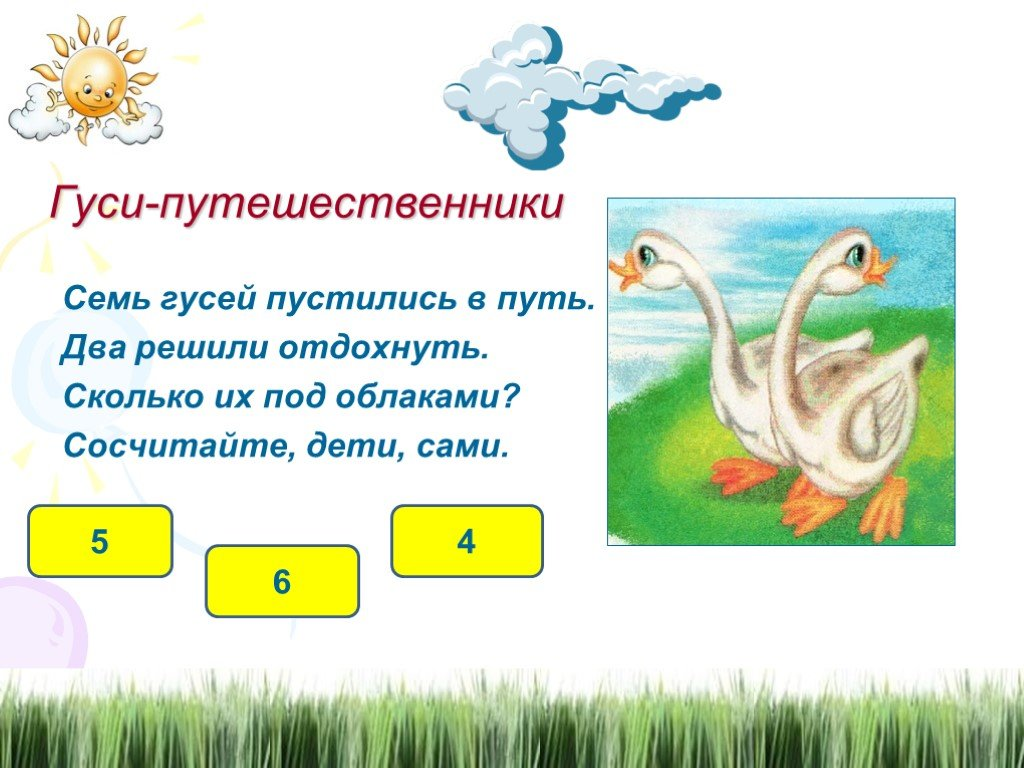 Гуси-путешественники
Семь гусей пустились в путь.
Два решили отдохнуть.
Сколько их под облаками?
Сосчитайте, дети, сами.
5
6
4